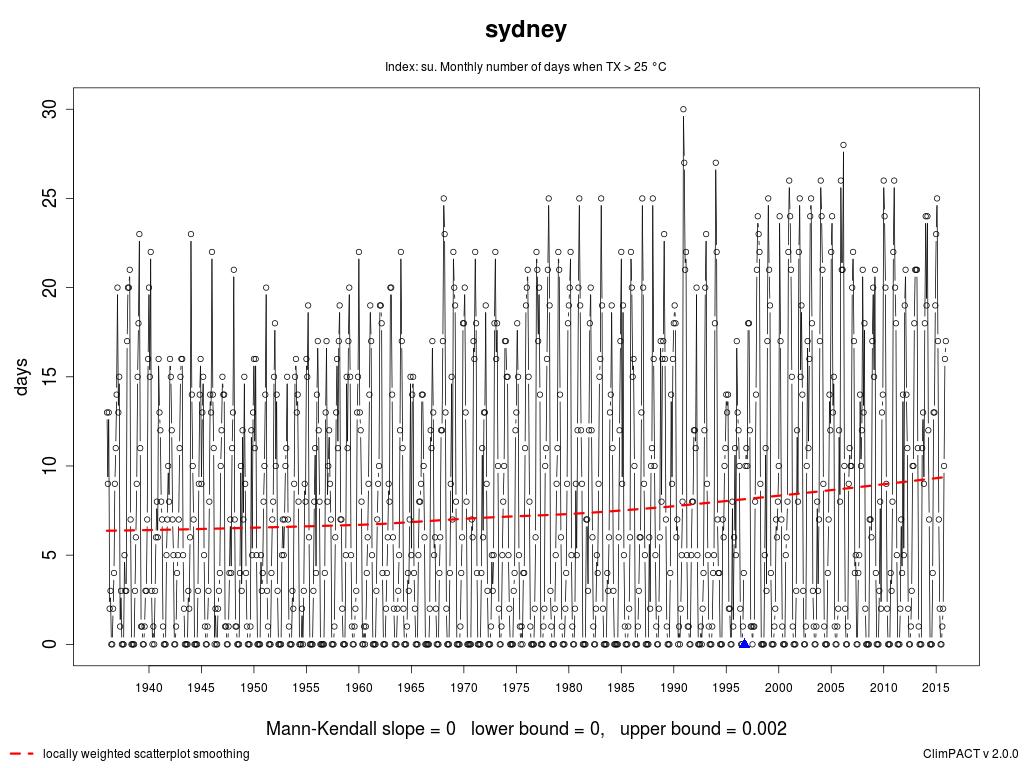 sydney
Index: su. Monthly number of days when TX > 25 °C
days
30
25
20
15
10
5
0
1940 1945 1950 1955 1960 1965 1970 1975 1980 1985 1990 1995 2000 2005 2010 2015
Mann-Kendall slope = 0 lower bound = 0, upper bound = 0.002
locally weighted scatterplot smoothing
ClimPACT v 2.0.0